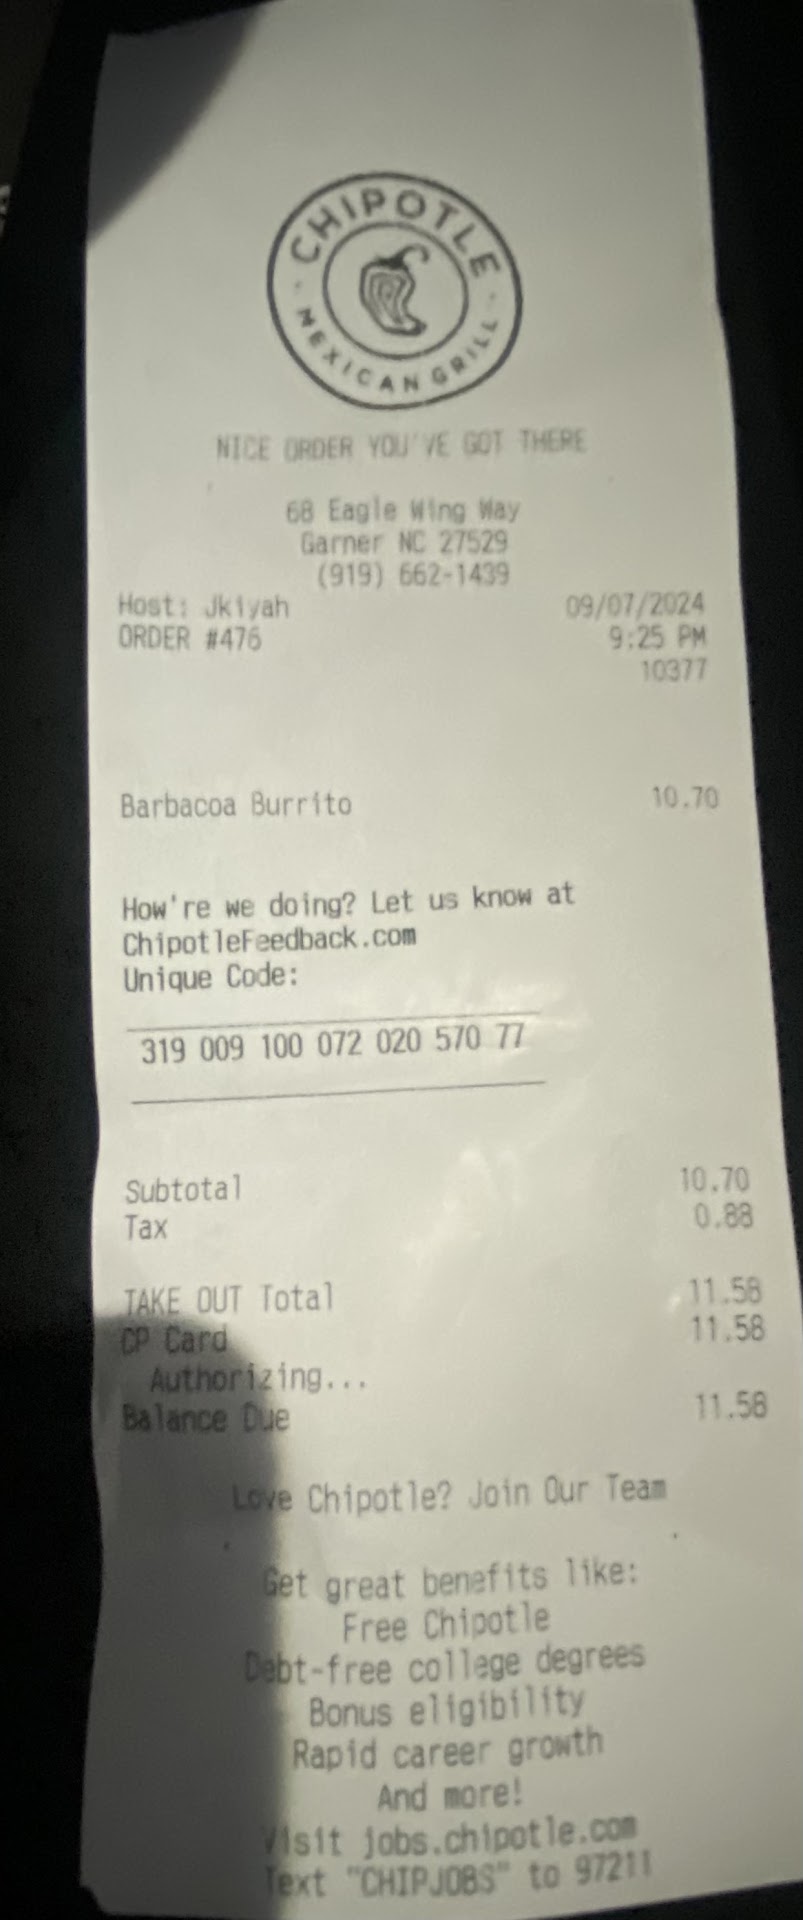 CHIPOTLE
MEXICAN GRILL
NICE ORDER YOU'VE GOT THERE
68 Eagle Wing Way
Garner NC 27529
(919) 662-1439
Host: Jkiyah 09/07/2024
ORDER #476 9:25 PM
10377
Barbacoa Burrito 10.70
How're we doing? Let us know at
ChipotleFeedback.com
Unique Code:
319 009 100 072 020 570 77
Subtotal 10.70
Tax 0.88
TAKE OUT Total 11.58
CP Card 11.58
Authorizing...
Balance Due 11.58
Love Chipotle? Join Our Team
Get great benefits like:
Free Chipotle
Debt-free college degrees
Bonus eligibility
Rapid career growth
And more!
Visit jobs.chipotle.com
Text "CHIPJOBS" to 97211